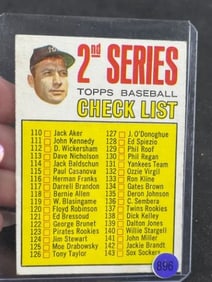 2nd SERIES
TOPPS BASEBALL
CHECK LIST
110 Jack Aker
111 John Kennedy
112 D. Wickersham
113 Dave Nicholson
114 Jack Baldschun
115 Paul Casanova
116 Herman Franks
117 Darrell Brandon
118 Bernie Allen
119 W. Blasingame
120 Floyd Robinson
121 Ed Bressoud
122 George Brunet
123 Pirates Rookies
124 Jim Stewart
125 Moe Drabowsky
126 Tony Taylor
127 J. O'Donoghue
128 Ed Spiezio
129 Phil Roof
130 Phil Regan
131 Yankees Team
132 Ozzie Virgil
133 Ron Kline
134 Gates Brown
135 Deron Johnson
136 C. Sembera
137 Twins Rookies
138 Dick Kelley
139 Dalton Jones
140 Willie Stargell
141 John Miller
142 Jackie Brandt
143 Sox Sockers
896